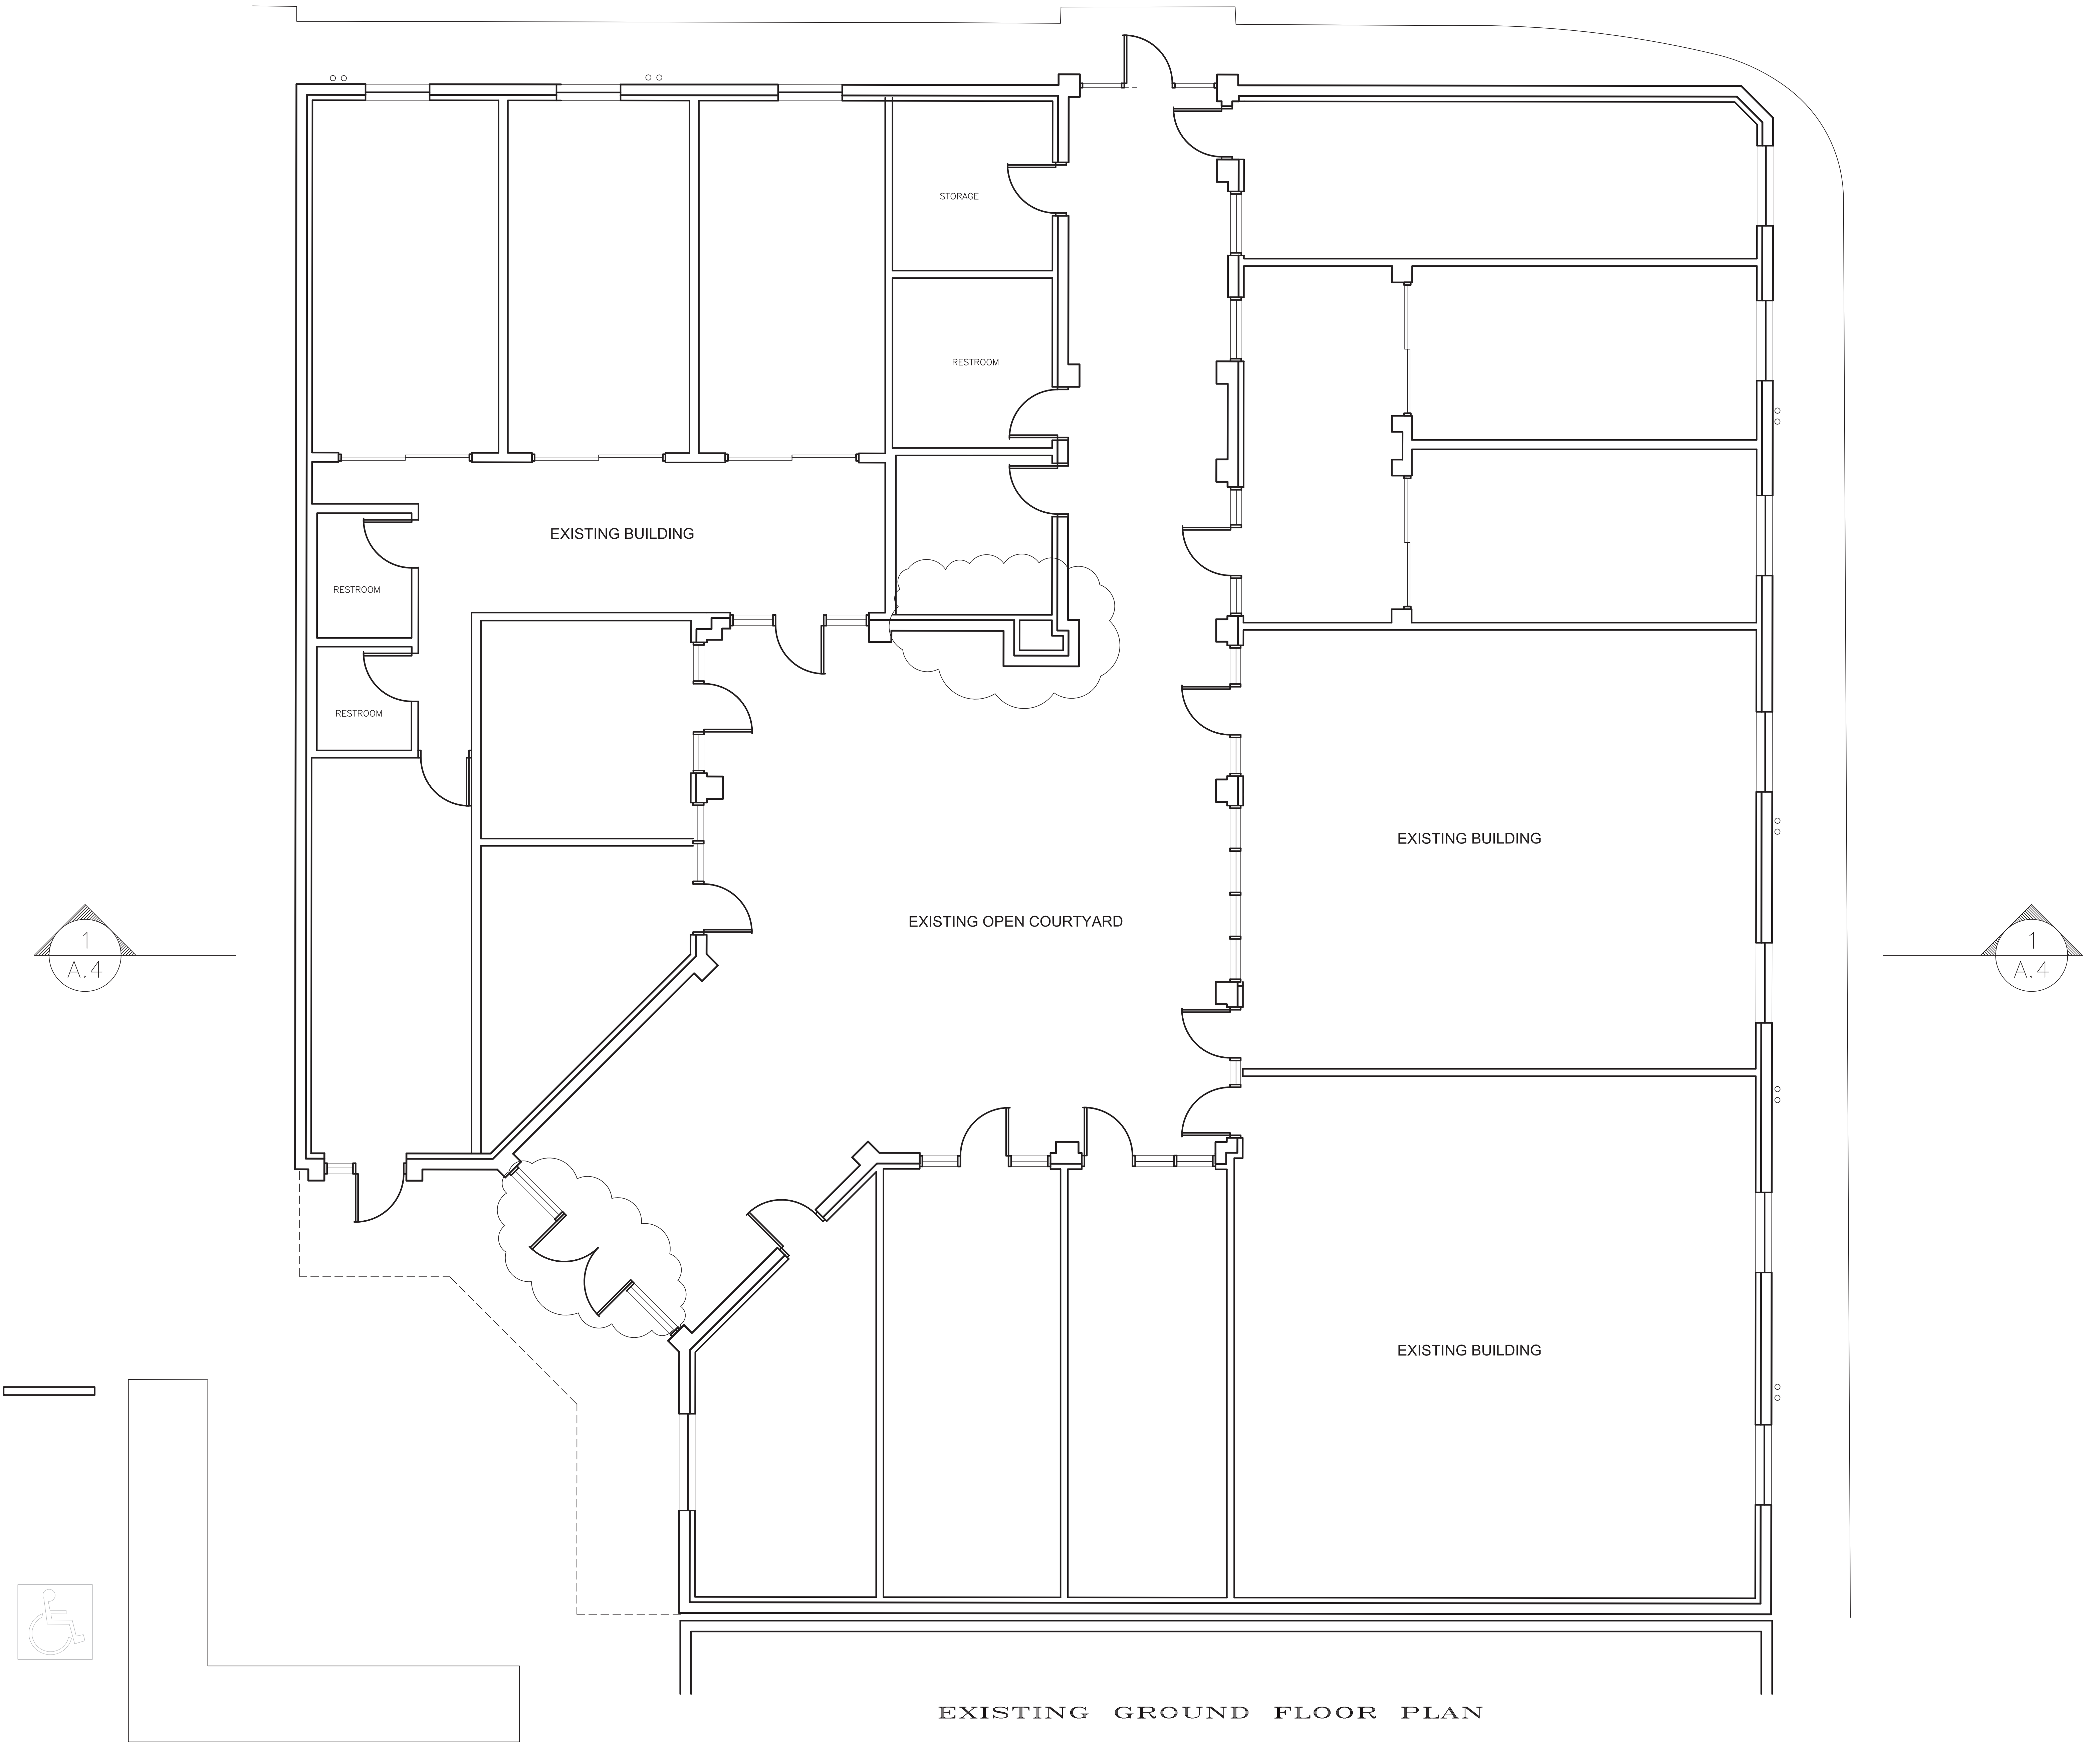 STORAGE
RESTROOM
EXISTING BUILDING
RESTROOM
RESTROOM
EXISTING BUILDING
EXISTING OPEN COURTYARD
1
A.4
1
A.4
EXISTING BUILDING
EXISTING GROUND FLOOR PLAN